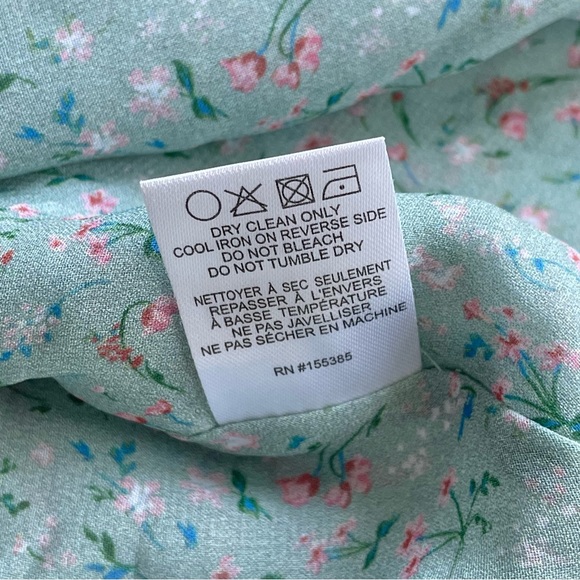 DRY CLEAN ONLY
COOL IRON ON REVERSE SIDE
DO NOT BLEACH
DO NOT TUMBLE DRY
NETTOYER À SEC SEULEMENT
REPASSER À L'ENVERS
À BASSE TEMPÉRATURE
NE PAS JAVELLISER
NE PAS SÉCHER EN MACHINE
RN #155385